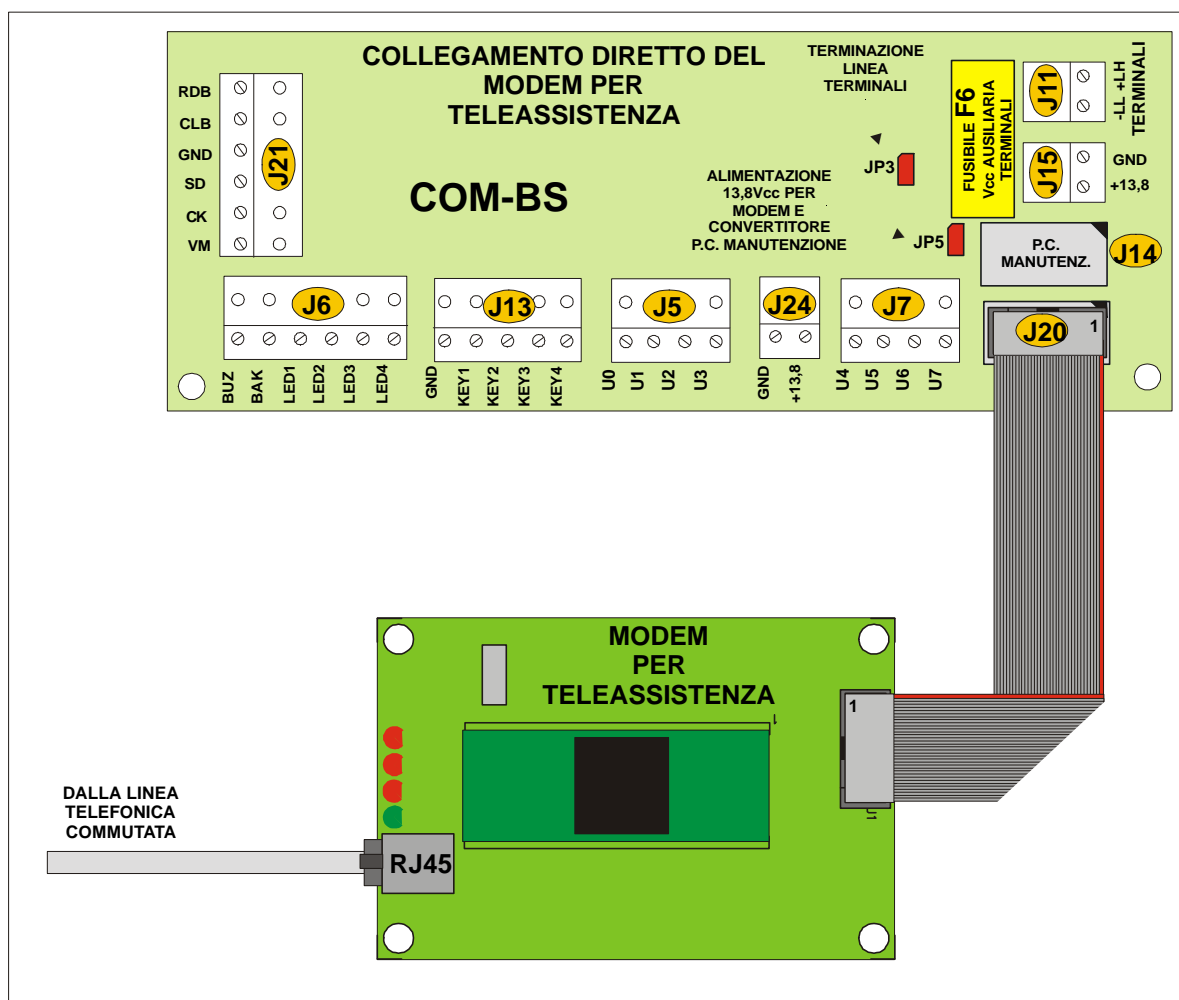 COLLEGAMENTO DIRETTO DEL
MODEM PER
TELEASSISTENZA
COM-BS
RDB
CLB
GND
SD
CK
VM
J21
TERMINAZIONE
LINEA
TERMINALI
JP3
ALIMENTAZIONE
13,8Vcc PER
MODEM E
CONVERTITORE
P.C. MANUTENZIONE
JP5
FUSIBILE F6
Vcc AUSILIARIA
TERMINALI
J11
-LL +LH
TERMINALI
J15
GND
+13,8
P.C.
MANUTENZ.
J14
J6
BUZ
BAK
LED1
LED2
LED3
LED4
J13
GND
KEY1
KEY2
KEY3
KEY4
J5
U0
U1
U2
U3
J24
GND
+13,8
J7
U4
U5
U6
U7
J20
1
MODEM
PER
TELEASSISTENZA
1
1
J1
DALLA LINEA
TELEFONICA
COMMUTATA
RJ45